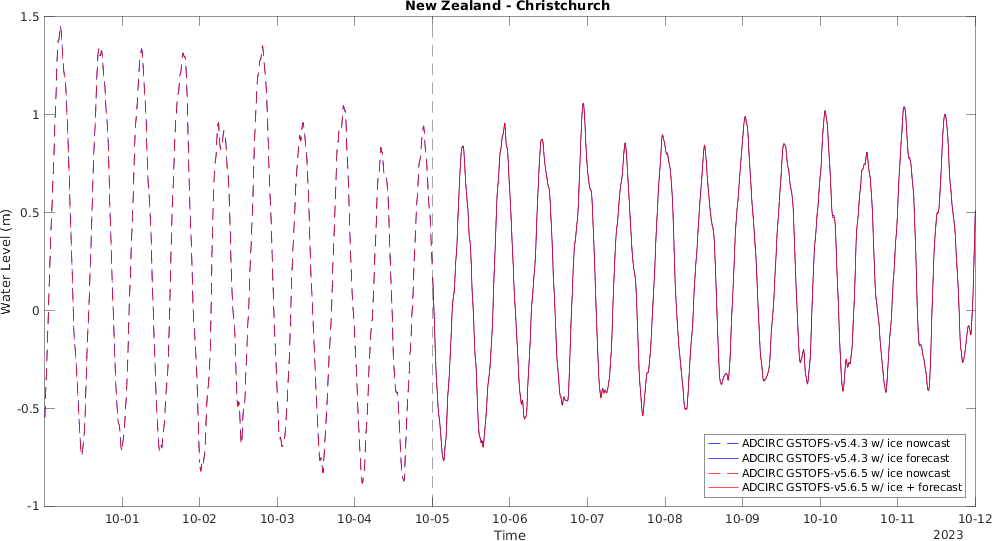 New Zealand - Christchurch
Water Level (m)
1.5
1
0.5
0
-0.5
-1
ADCIRC GSTOFS-v5.4.3 w/ ice nowcast
ADCIRC GSTOFS-v5.4.3 w/ ice forecast
ADCIRC GSTOFS-v5.6.5 w/ ice nowcast
ADCIRC GSTOFS-v5.6.5 w/ ice + forecast
10-01 10-02 10-03 10-04 10-05 10-06 10-07 10-08 10-09 10-10 10-11 10-12
Time
2023